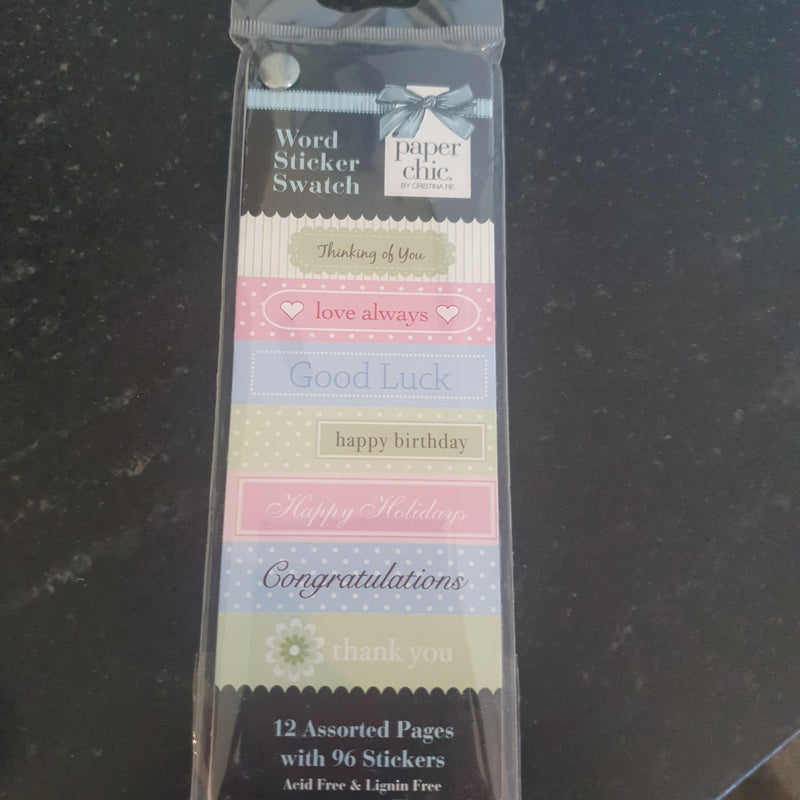 Word
Sticker
Swatch
paper
chic.
BY CRISTINA RE
Thinking of You
love always
Good Luck
happy birthday
Happy Holidays
Congratulations
thank you
12 Assorted Pages
with 96 Stickers
Acid Free & Lignin Free